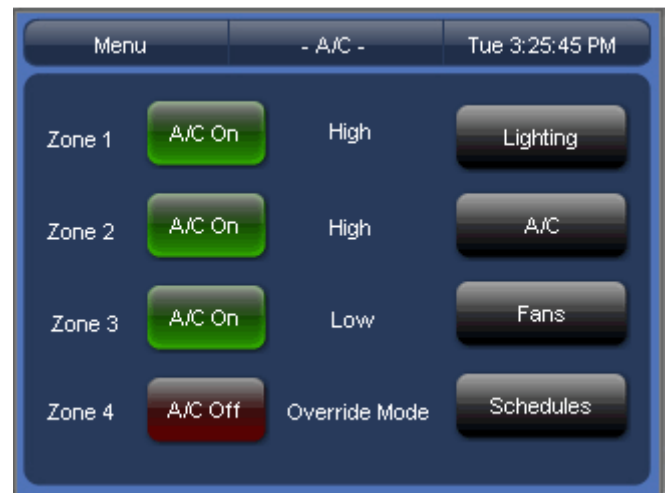 Menu - A/C - Tue 3:25:45 PM
Zone 1 A/C On High Lighting
Zone 2 A/C On High A/C
Zone 3 A/C On Low Fans
Zone 4 A/C Off Override Mode Schedules